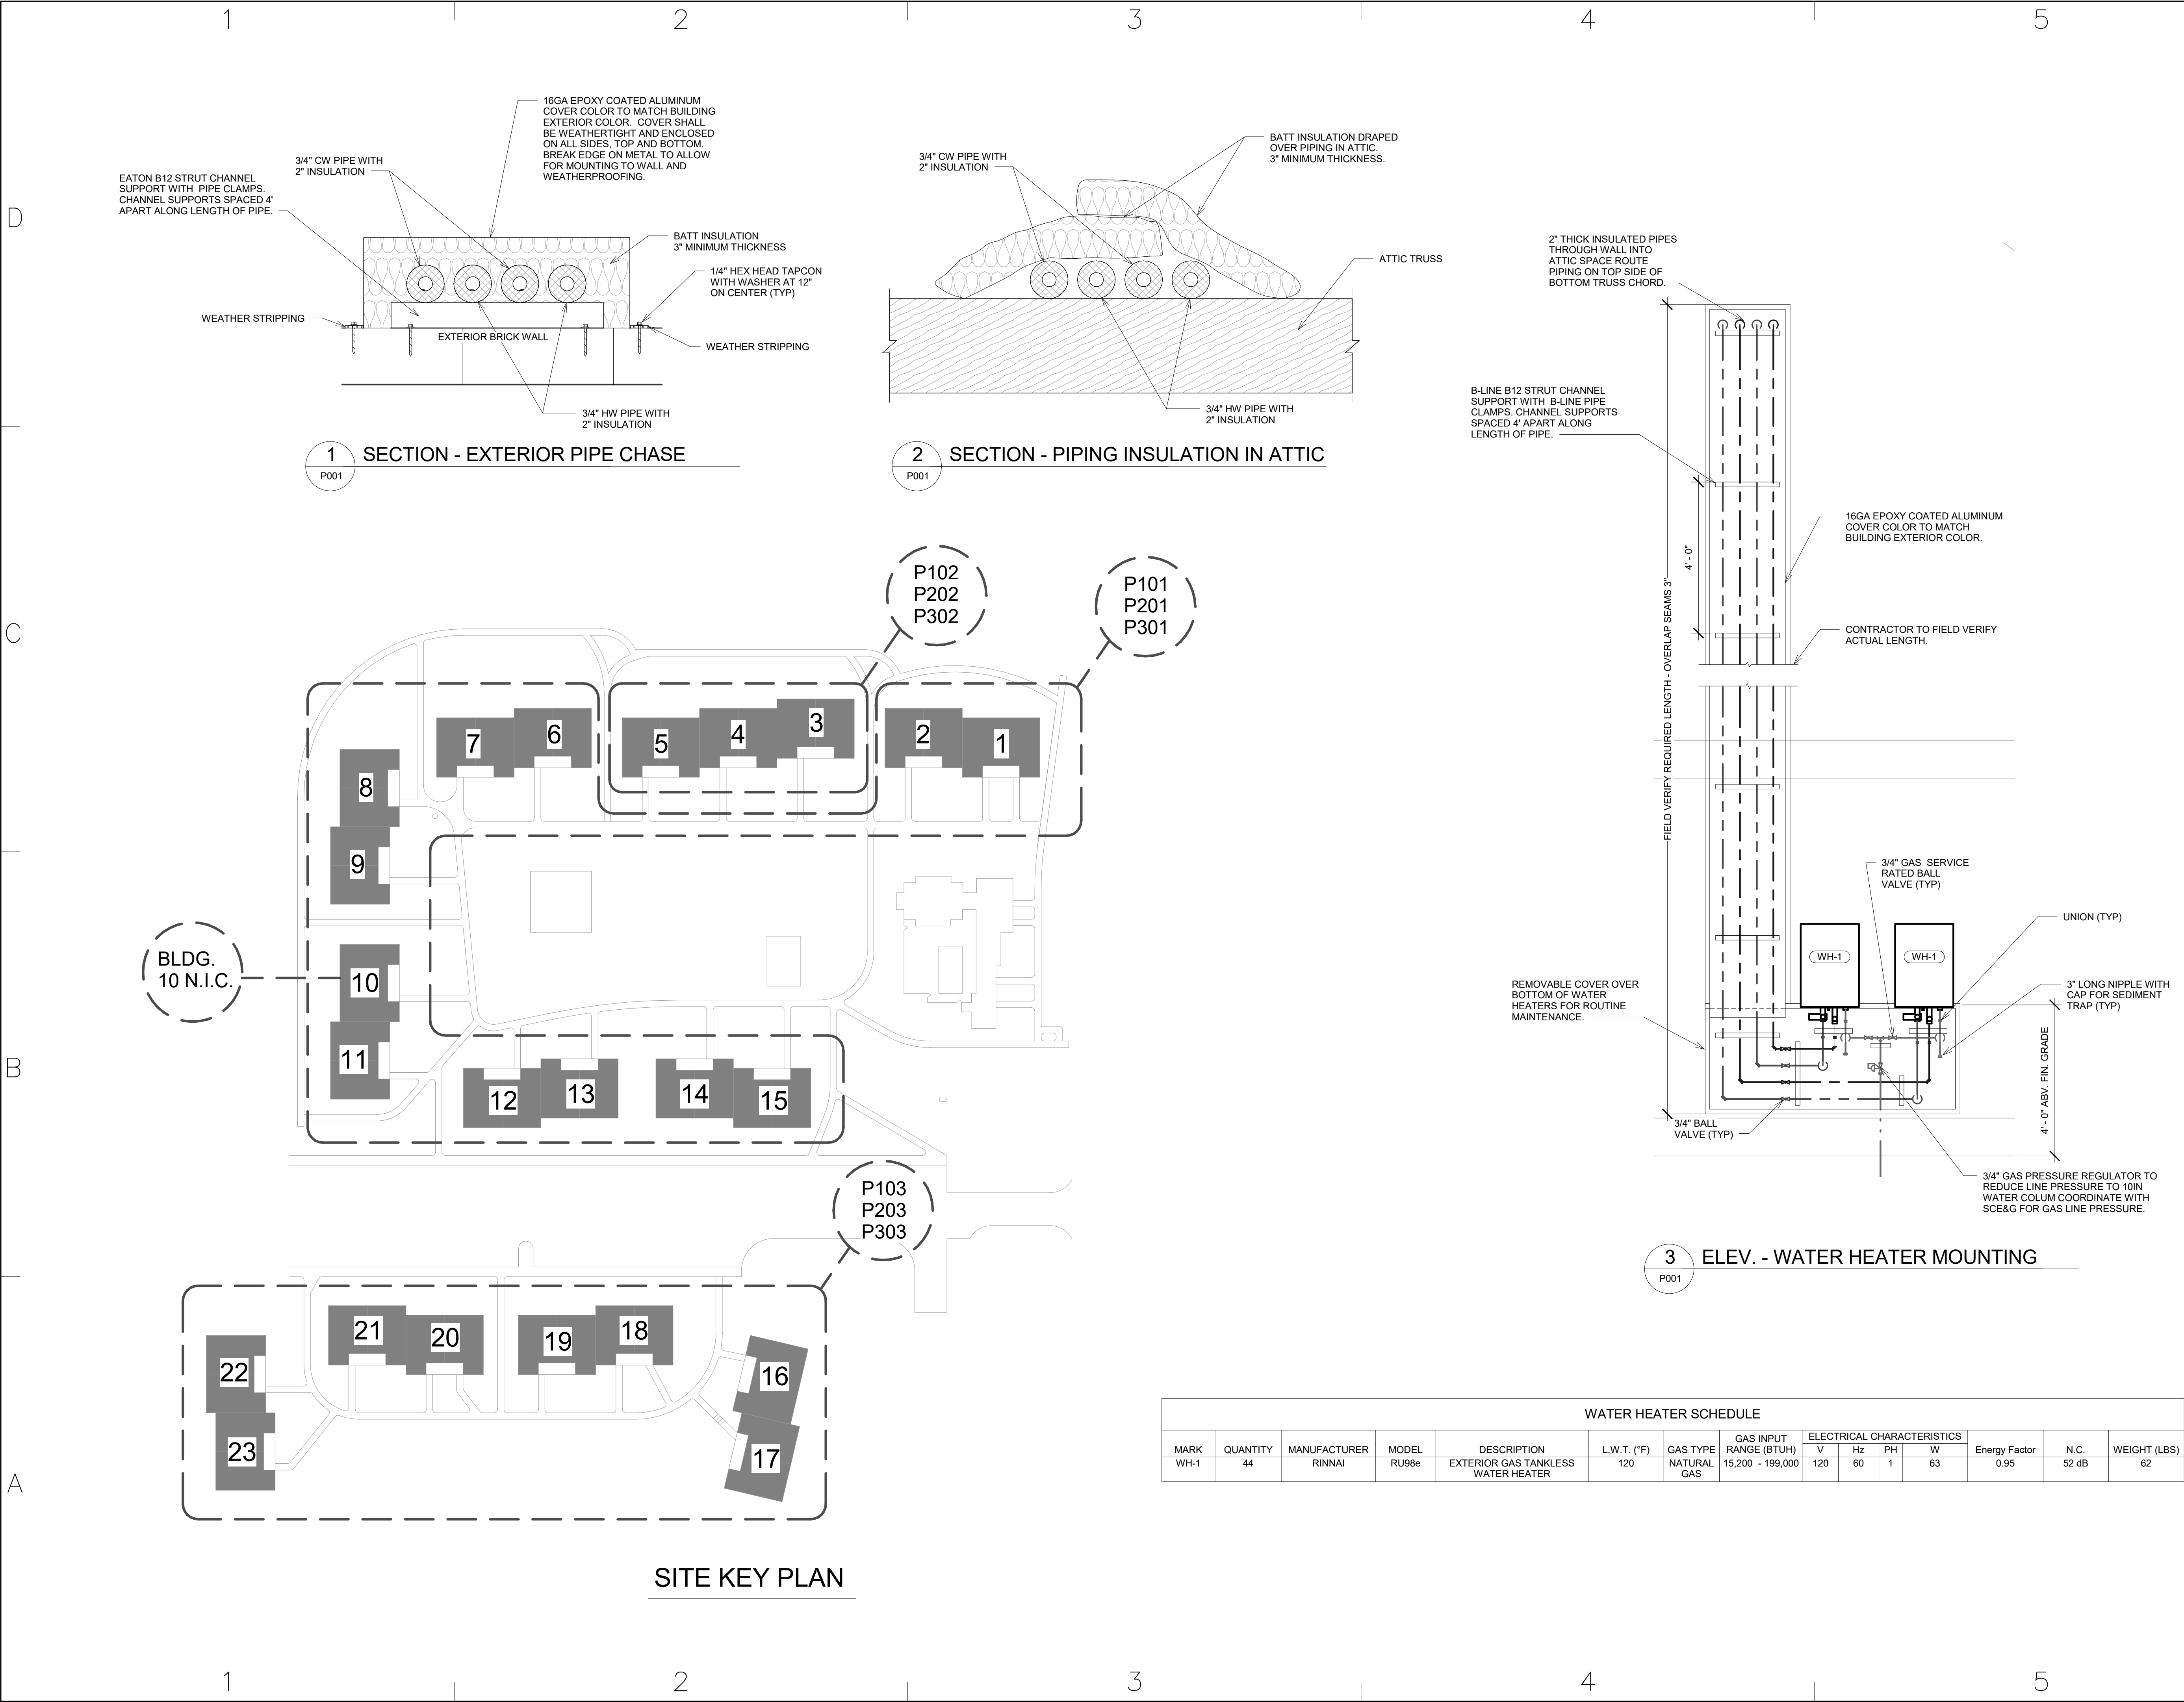 1 2 3 4 5
D
C
B
A
16GA EPOXY COATED ALUMINUM
COVER COLOR TO MATCH BUILDING
EXTERIOR COLOR. COVER SHALL
BE WEATHERTIGHT AND ENCLOSED
ON ALL SIDES, TOP AND BOTTOM.
BREAK EDGE ON METAL TO ALLOW
FOR MOUNTING TO WALL AND
WEATHERPROOFING.
3/4" CW PIPE WITH
2" INSULATION
EATON B12 STRUT CHANNEL
SUPPORT WITH PIPE CLAMPS.
CHANNEL SUPPORTS SPACED 4'
APART ALONG LENGTH OF PIPE.
BATT INSULATION
3" MINIMUM THICKNESS
1/4" HEX HEAD TAPCON
WITH WASHER AT 12"
ON CENTER (TYP)
WEATHER STRIPPING
EXTERIOR BRICK WALL
WEATHER STRIPPING
3/4" HW PIPE WITH
2" INSULATION
1
P001
SECTION - EXTERIOR PIPE CHASE
3/4" CW PIPE WITH
2" INSULATION
BATT INSULATION DRAPED
OVER PIPING IN ATTIC.
3" MINIMUM THICKNESS.
ATTIC TRUSS
3/4" HW PIPE WITH
2" INSULATION
2
P001
SECTION - PIPING INSULATION IN ATTIC
2" THICK INSULATED PIPES
THROUGH WALL INTO
ATTIC SPACE ROUTE
PIPING ON TOP SIDE OF
BOTTOM TRUSS CHORD.
B-LINE B12 STRUT CHANNEL
SUPPORT WITH B-LINE PIPE
CLAMPS. CHANNEL SUPPORTS
SPACED 4' APART ALONG
LENGTH OF PIPE.
4' - 0"
FIELD VERIFY REQUIRED LENGTH - OVERLAP SEAMS 3"
16GA EPOXY COATED ALUMINUM
COVER COLOR TO MATCH
BUILDING EXTERIOR COLOR.
CONTRACTOR TO FIELD VERIFY
ACTUAL LENGTH.
3/4" GAS SERVICE
RATED BALL
VALVE (TYP)
UNION (TYP)
WH-1
WH-1
REMOVABLE COVER OVER
BOTTOM OF WATER
HEATERS FOR ROUTINE
MAINTENANCE.
3" LONG NIPPLE WITH
CAP FOR SEDIMENT
TRAP (TYP)
4' - 0" ABV. FIN. GRADE
3/4" BALL
VALVE (TYP)
3/4" GAS PRESSURE REGULATOR TO
REDUCE LINE PRESSURE TO 10IN
WATER COLUM COORDINATE WITH
SCE&G FOR GAS LINE PRESSURE.
3
P001
ELEV. - WATER HEATER MOUNTING
P102
P202
P302
P101
P201
P301
7
6
5
4
3
2
1
8
9
BLDG.
10 N.I.C.
10
11
12
13
14
15
P103
P203
P303
21
20
19
18
22
23
16
17
SITE KEY PLAN
WATER HEATER SCHEDULE
MARK QUANTITY MANUFACTURER MODEL DESCRIPTION L.W.T. (°F) GAS TYPE GAS INPUT RANGE (BTUH) ELECTRICAL CHARACTERISTICS V Hz PH W Energy Factor N.C. WEIGHT (LBS)
WH-1 44 RINNAI RU98e EXTERIOR GAS TANKLESS WATER HEATER 120 NATURAL GAS 15,200 - 199,000 120 60 1 63 0.95 52 dB 62
1 2 3 4 5